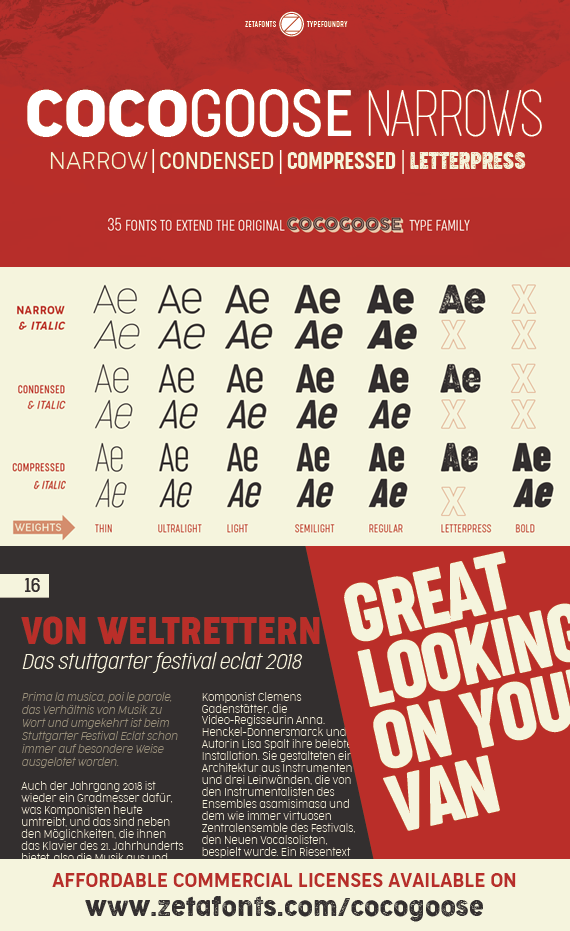 ZETAFONTS TYPEFOUNDRY
COCOGOOSE NARROWS
NARROW | CONDENSED | COMPRESSED | LETTERPRESS
35 FONTS TO EXTEND THE ORIGINAL COCOGOOSE TYPE FAMILY
NARROW Ae Ae Ae Ae Ae Ae X
& ITALIC Ae Ae Ae Ae Ae X X
CONDENSED Ae Ae Ae Ae Ae Ae X
& ITALIC Ae Ae Ae Ae Ae X X
COMPRESSED Ae Ae Ae Ae Ae Ae Ae
& ITALIC Ae Ae Ae Ae Ae X Ae
WEIGHTS THIN ULTRALIGHT LIGHT SEMILIGHT REGULAR LETTERPRESS BOLD
16
VON WELTRETTERN
Das stuttgarter festival eclat 2018
Prima la musica, poi le parole,
das Verhältnis von Musik zu
Wort und umgekehrt ist beim
Stuttgarter Festival Eclat schon
immer auf besondere Weise
ausgelotet worden.
Auch der Jahrgang 2018 ist
wieder ein Gradmesser dafür,
was Komponisten heute
umtreibt, und das sind neben
den Möglichkeiten, die ihnen
das Klavier des 21. Jahrhunderts
bietet, also die Musik aus und
Komponist Clemens
Gadenstätter, die
Video-Regisseurin Anna.
Henckel-Donnersmarck und
Autorin Lisa Spalt ihre belebte
Installation. Sie gestalteten ein
Architektur aus Instrumenten
und drei Leinwänden, die von
den Instrumentalisten des
Ensembles asamisimasa und
dem wie immer virtuosen
Zentralensemble des Festivals,
den Neuen Vocalsolisten,
bespielt wurde. Ein Riesentext
GREAT
LOOKING
ON YOU
VAN
AFFORDABLE COMMERCIAL LICENSES AVAILABLE ON
www.zetafonts.com/cocogoose